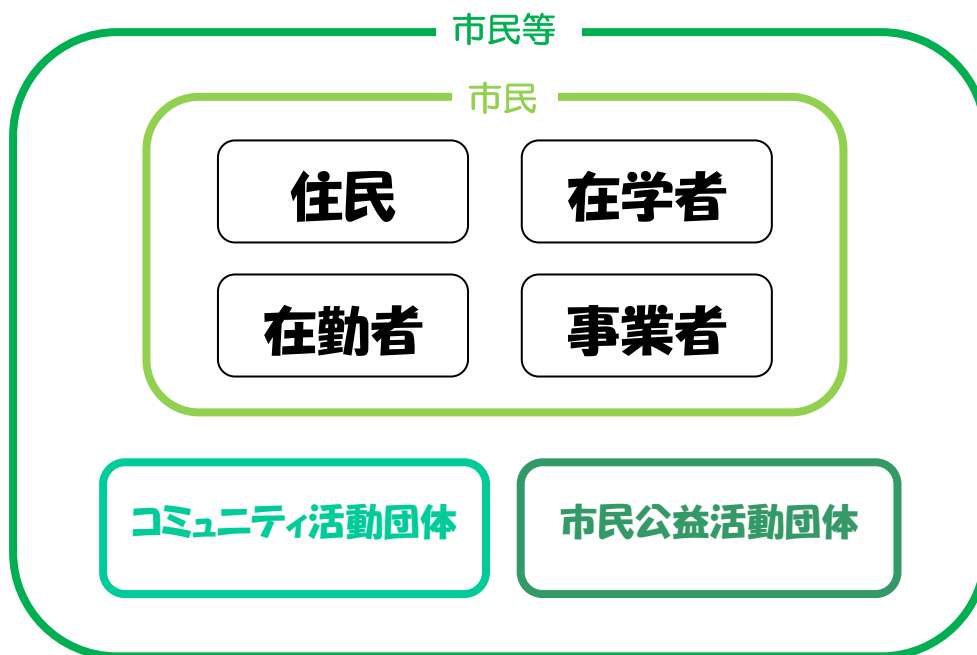 市民等
市民
住民
在学者
在勤者
事業者
コミュニティ活動団体
市民公益活動団体